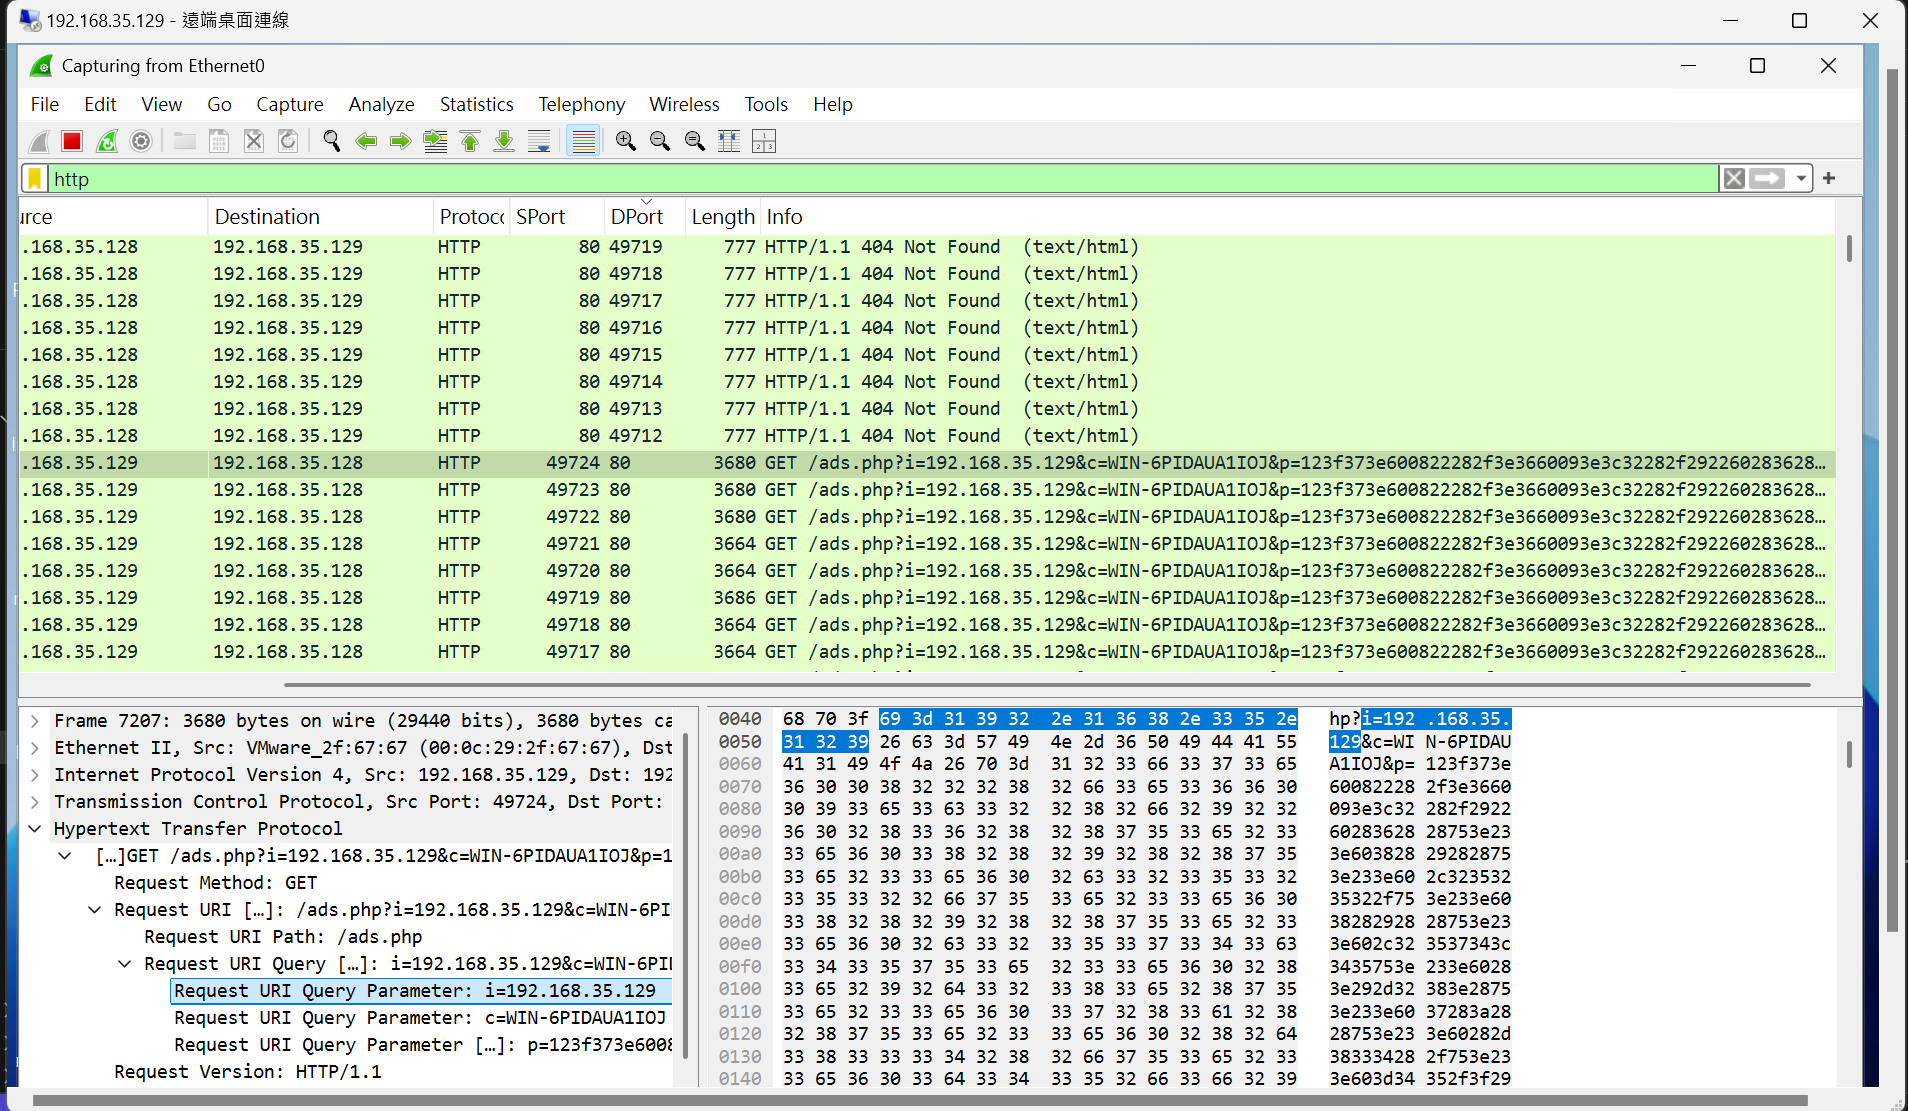 192.168.35.129 - 遠端桌面連線
Capturing from Ethernet0
File Edit View Go Capture Analyze Statistics Telephony Wireless Tools Help
http
urce Destination Protoco SPort DPort Length Info
.168.35.128 192.168.35.129 HTTP 80 49719 777 HTTP/1.1 404 Not Found (text/html)
.168.35.128 192.168.35.129 HTTP 80 49718 777 HTTP/1.1 404 Not Found (text/html)
.168.35.128 192.168.35.129 HTTP 80 49717 777 HTTP/1.1 404 Not Found (text/html)
.168.35.128 192.168.35.129 HTTP 80 49716 777 HTTP/1.1 404 Not Found (text/html)
.168.35.128 192.168.35.129 HTTP 80 49715 777 HTTP/1.1 404 Not Found (text/html)
.168.35.128 192.168.35.129 HTTP 80 49714 777 HTTP/1.1 404 Not Found (text/html)
.168.35.128 192.168.35.129 HTTP 80 49713 777 HTTP/1.1 404 Not Found (text/html)
.168.35.128 192.168.35.129 HTTP 80 49712 777 HTTP/1.1 404 Not Found (text/html)
.168.35.129 192.168.35.128 HTTP 49724 80 3680 GET /ads.php?i=192.168.35.129&c=WIN-6PIDAUA1IOJ&p=123f373e600822282f3e3660093e3c32282f292260283628…
.168.35.129 192.168.35.128 HTTP 49723 80 3680 GET /ads.php?i=192.168.35.129&c=WIN-6PIDAUA1IOJ&p=123f373e600822282f3e3660093e3c32282f292260283628…
.168.35.129 192.168.35.128 HTTP 49722 80 3680 GET /ads.php?i=192.168.35.129&c=WIN-6PIDAUA1IOJ&p=123f373e600822282f3e3660093e3c32282f292260283628…
.168.35.129 192.168.35.128 HTTP 49721 80 3664 GET /ads.php?i=192.168.35.129&c=WIN-6PIDAUA1IOJ&p=123f373e600822282f3e3660093e3c32282f292260283628…
.168.35.129 192.168.35.128 HTTP 49720 80 3664 GET /ads.php?i=192.168.35.129&c=WIN-6PIDAUA1IOJ&p=123f373e600822282f3e3660093e3c32282f292260283628…
.168.35.129 192.168.35.128 HTTP 49719 80 3686 GET /ads.php?i=192.168.35.129&c=WIN-6PIDAUA1IOJ&p=123f373e600822282f3e3660093e3c32282f292260283628…
.168.35.129 192.168.35.128 HTTP 49718 80 3664 GET /ads.php?i=192.168.35.129&c=WIN-6PIDAUA1IOJ&p=123f373e600822282f3e3660093e3c32282f292260283628…
.168.35.129 192.168.35.128 HTTP 49717 80 3664 GET /ads.php?i=192.168.35.129&c=WIN-6PIDAUA1IOJ&p=123f373e600822282f3e3660093e3c32282f292260283628…
Frame 7207: 3680 bytes on wire (29440 bits), 3680 bytes ca
Ethernet II, Src: VMware_2f:67:67 (00:0c:29:2f:67:67), Dst
Internet Protocol Version 4, Src: 192.168.35.129, Dst: 192
Transmission Control Protocol, Src Port: 49724, Dst Port:
Hypertext Transfer Protocol
[…]GET /ads.php?i=192.168.35.129&c=WIN-6PIDAUA1IOJ&p=1
Request Method: GET
Request URI […]: /ads.php?i=192.168.35.129&c=WIN-6PI
Request URI Path: /ads.php
Request URI Query […]: i=192.168.35.129&c=WIN-6PI
Request URI Query Parameter: i=192.168.35.129
Request URI Query Parameter: c=WIN-6PIDAUA1IOJ
Request URI Query Parameter […]: p=123f373e6008
Request Version: HTTP/1.1
0040 68 70 3f 69 3d 31 39 32 2e 31 36 38 2e 33 35 2e hp?i=192 .168.35.
0050 31 32 39 26 63 3d 57 49 4e 2d 36 50 49 44 41 55 129&c=WI N-6PIDAU
0060 41 31 49 4f 4a 26 70 3d 31 32 33 66 33 37 33 65 A1IOJ&p= 123f373e
0070 36 30 30 38 32 32 32 38 32 66 33 65 33 36 36 30 60082228 2f3e3660
0080 30 39 33 65 33 63 33 32 32 38 32 66 32 39 32 32 093e3c32 282f2922
0090 36 30 32 38 33 36 32 38 32 38 37 35 33 65 32 33 60283628 28753e23
00a0 33 65 36 30 33 38 32 38 32 39 32 38 32 38 37 35 3e603828 29282875
00b0 33 65 32 33 33 65 36 30 32 63 33 32 33 35 33 32 3e233e60 2c323532
00c0 33 35 33 32 32 66 37 35 33 65 32 33 33 65 36 30 35322f75 3e233e60
00d0 33 38 32 38 32 39 32 38 32 38 37 35 33 65 32 33 38282928 28753e23
00e0 33 65 36 30 32 63 33 32 33 35 33 37 33 34 33 63 3e602c32 3537343c
00f0 33 34 33 35 37 35 33 65 32 33 33 65 36 30 32 38 3435753e 233e6028
0100 33 65 32 39 32 64 33 32 33 38 33 65 32 38 37 35 3e292d32 383e2875
0110 33 65 32 33 33 65 36 30 33 37 32 38 33 61 32 38 3e233e60 37283a28
0120 32 38 37 35 33 65 32 33 33 65 36 30 32 38 32 64 28753e23 3e60282d
0130 33 38 33 33 33 34 32 38 32 66 37 35 33 65 32 33 38333428 2f753e23
0140 33 65 36 30 33 64 33 34 33 35 32 66 33 66 32 39 3e603d34 352f3f29